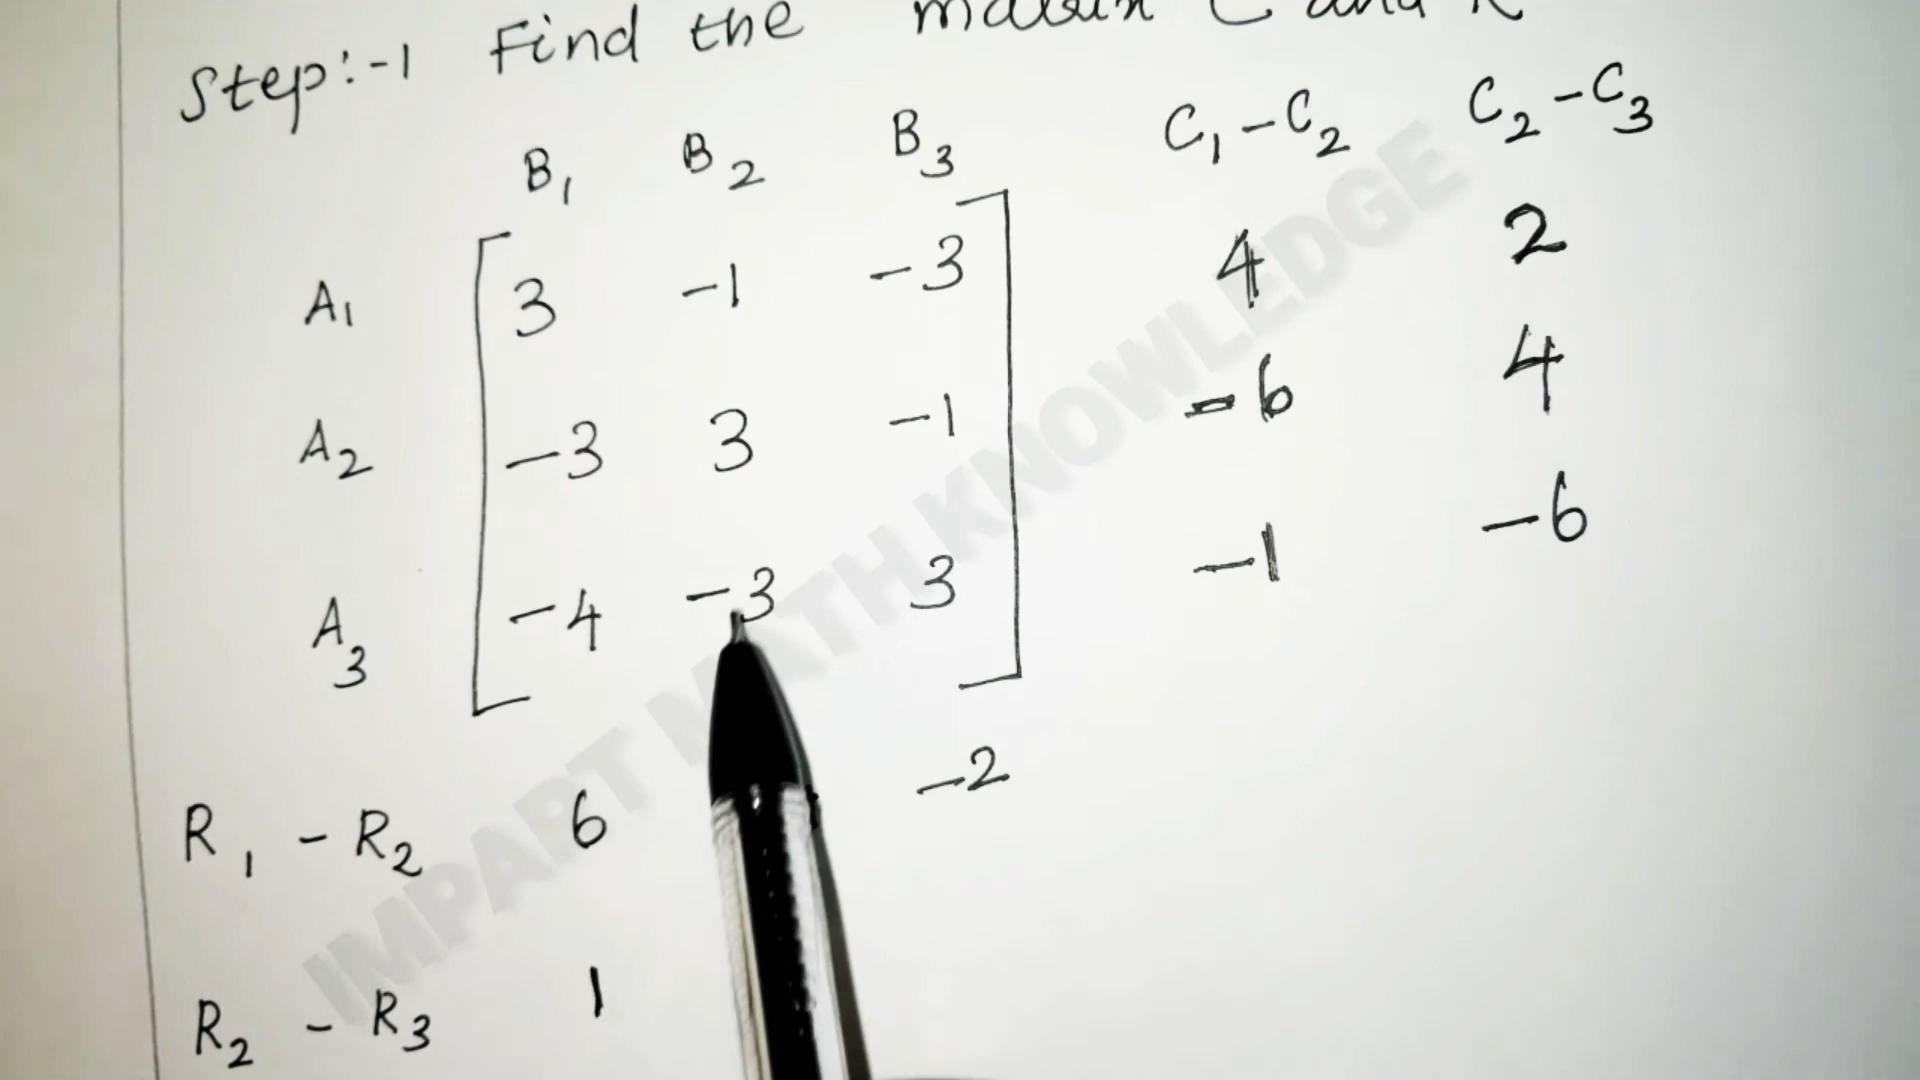 Step:-1 Find the matrix C and R
B1 B2 B3 C1-C2 C2-C3
A1 3 -1 -3 4 2
A2 -3 3 -1 -6 4
A3 -4 -3 3 -1 -6
R1 - R2 6 -2
R2 - R3 1
IMPART MATH KNOWLEDGE